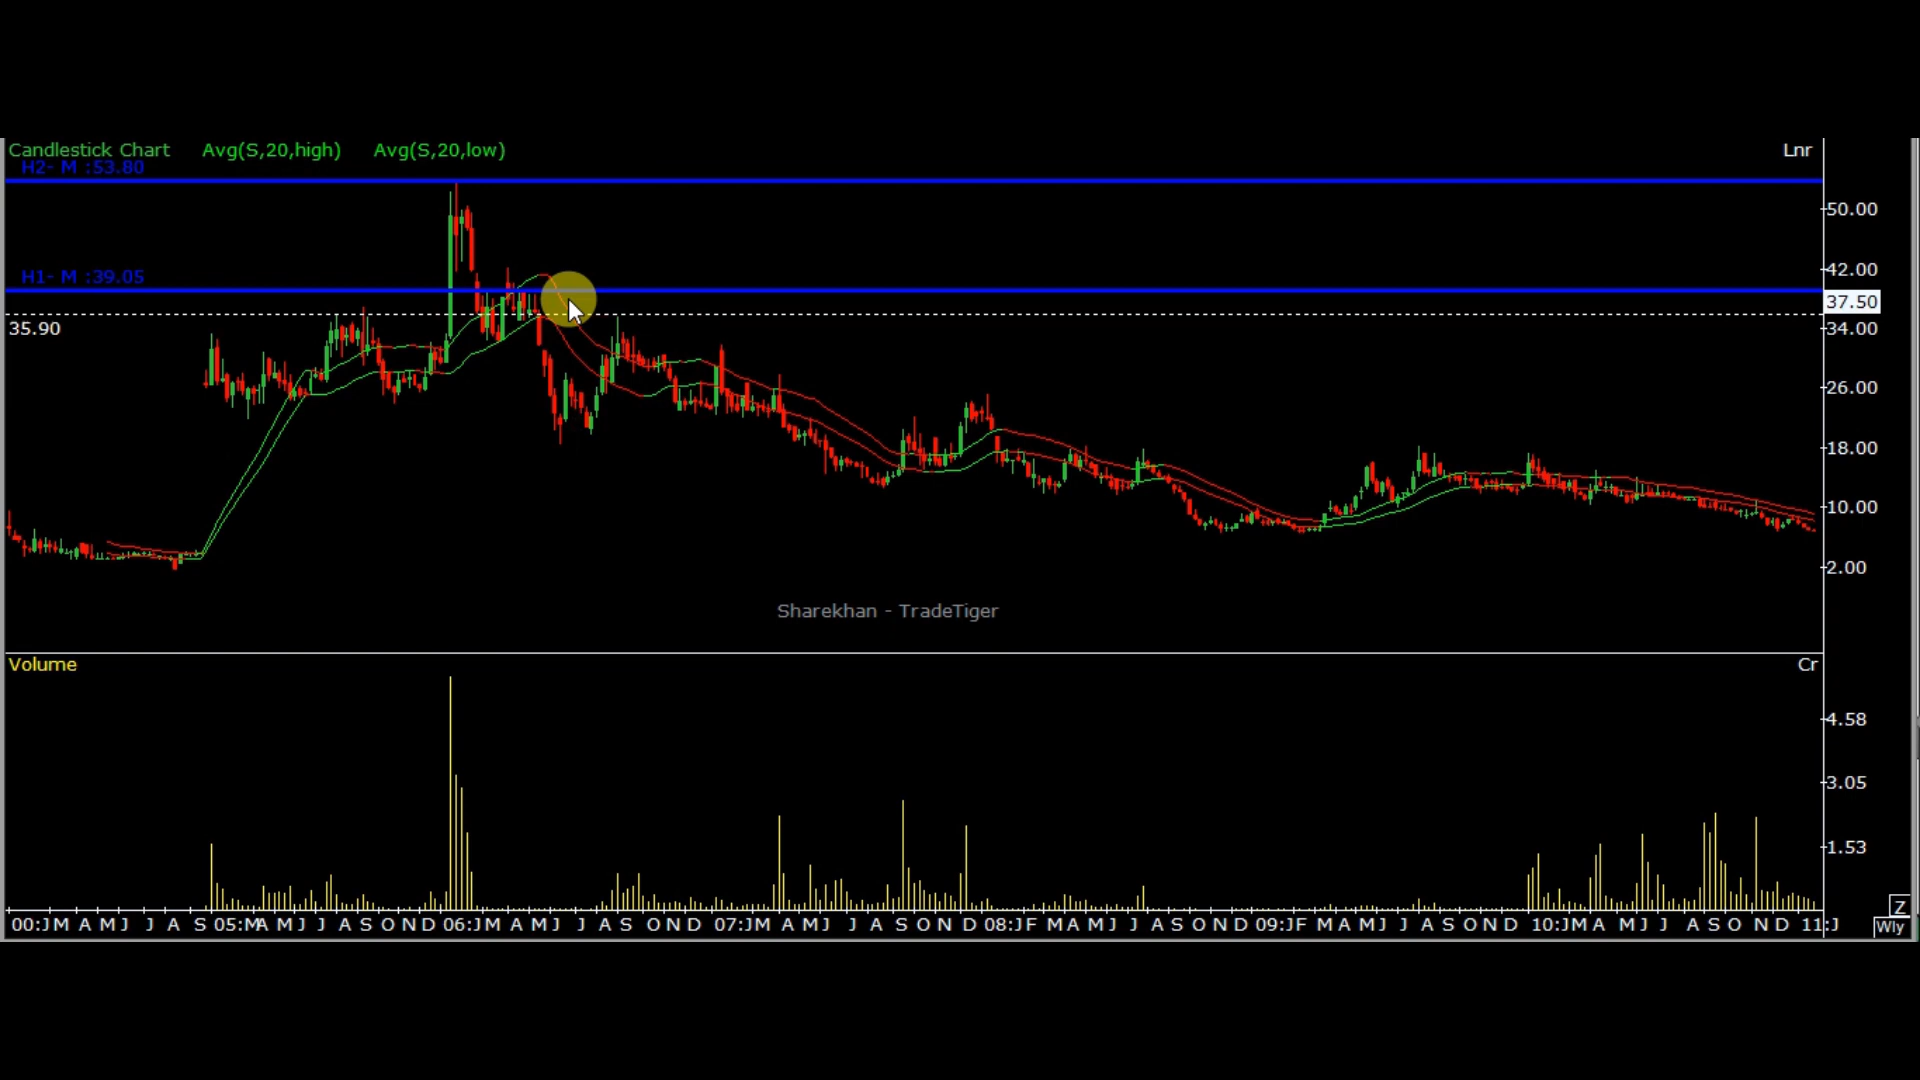 Candlestick Chart Avg(S,20,high) Avg(S,20,low) Lnr
H2- M :53.80
50.00
H1- M :39.05
42.00
37.50
35.90
34.00
26.00
18.00
10.00
2.00
Sharekhan - TradeTiger
Volume Cr
4.58
3.05
1.53
Z
00:JM A MJ J A S 05:MA MJ J A S O N D 06:JM A MJ J A S O N D 07:JM A MJ J A S O N D 08:JF MA MJ J A S O N D 09:JF M A MJ J A S O N D 10:JMA MJ J A S O N D 11:J
Wly